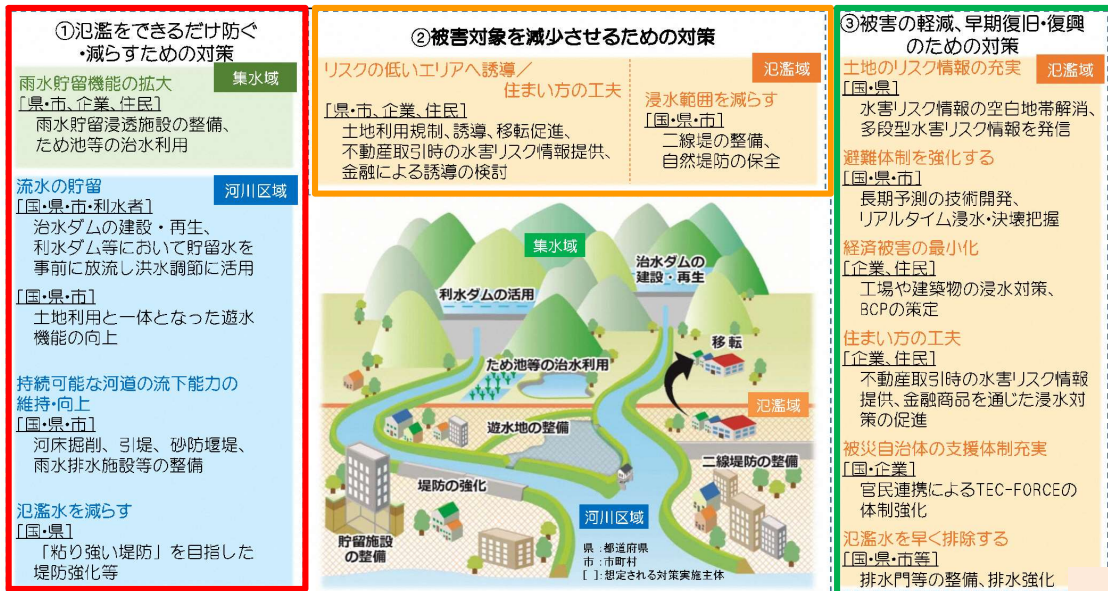 ①氾濫をできるだけ防ぐ
・減らすための対策
集水域
雨水貯留機能の拡大
[県・市、企業、住民]
雨水貯留浸透施設の整備、
ため池等の治水利用
河川区域
流水の貯留
[国・県・市・利水者]
治水ダムの建設・再生、
利水ダム等において貯留水を
事前に放流し洪水調節に活用
[国・県・市]
土地利用と一体となった遊水
機能の向上
持続可能な河道の流下能力の
維持・向上
[国・県・市]
河床掘削、引堤、砂防堰堤、
雨水排水施設等の整備
氾濫水を減らす
[国・県]
「粘り強い堤防」を目指した
堤防強化等
②被害対象を減少させるための対策
リスクの低いエリアへ誘導／
住まい方の工夫
[県・市、企業、住民]
土地利用規制、誘導、移転促進、
不動産取引時の水害リスク情報提供、
金融による誘導の検討
氾濫域
浸水範囲を減らす
[国・県・市]
二線堤の整備、
自然堤防の保全
集水域
治水ダムの
建設・再生
利水ダムの活用
移転
ため池等の治水利用
氾濫域
遊水地の整備
二線堤防の整備
堤防の強化
河川区域
貯留施設
の整備
県：都道府県
市：市町村
[ ]：想定される対策実施主体
③被害の軽減、早期復旧・復興
のための対策
土地のリスク情報の充実
氾濫域
[国・県]
水害リスク情報の空白地帯解消、
多段型水害リスク情報を発信
避難体制を強化する
[国・県・市]
長期予測の技術開発、
リアルタイム浸水・決壊把握
経済被害の最小化
[企業、住民]
工場や建築物の浸水対策、
BCPの策定
住まい方の工夫
[企業、住民]
不動産取引時の水害リスク情報
提供、金融商品を通じた浸水対
策の促進
被災自治体の支援体制充実
[国・企業]
官民連携によるTEC-FORCEの
体制強化
氾濫水を早く排除する
[国・県・市等]
排水門等の整備、排水強化